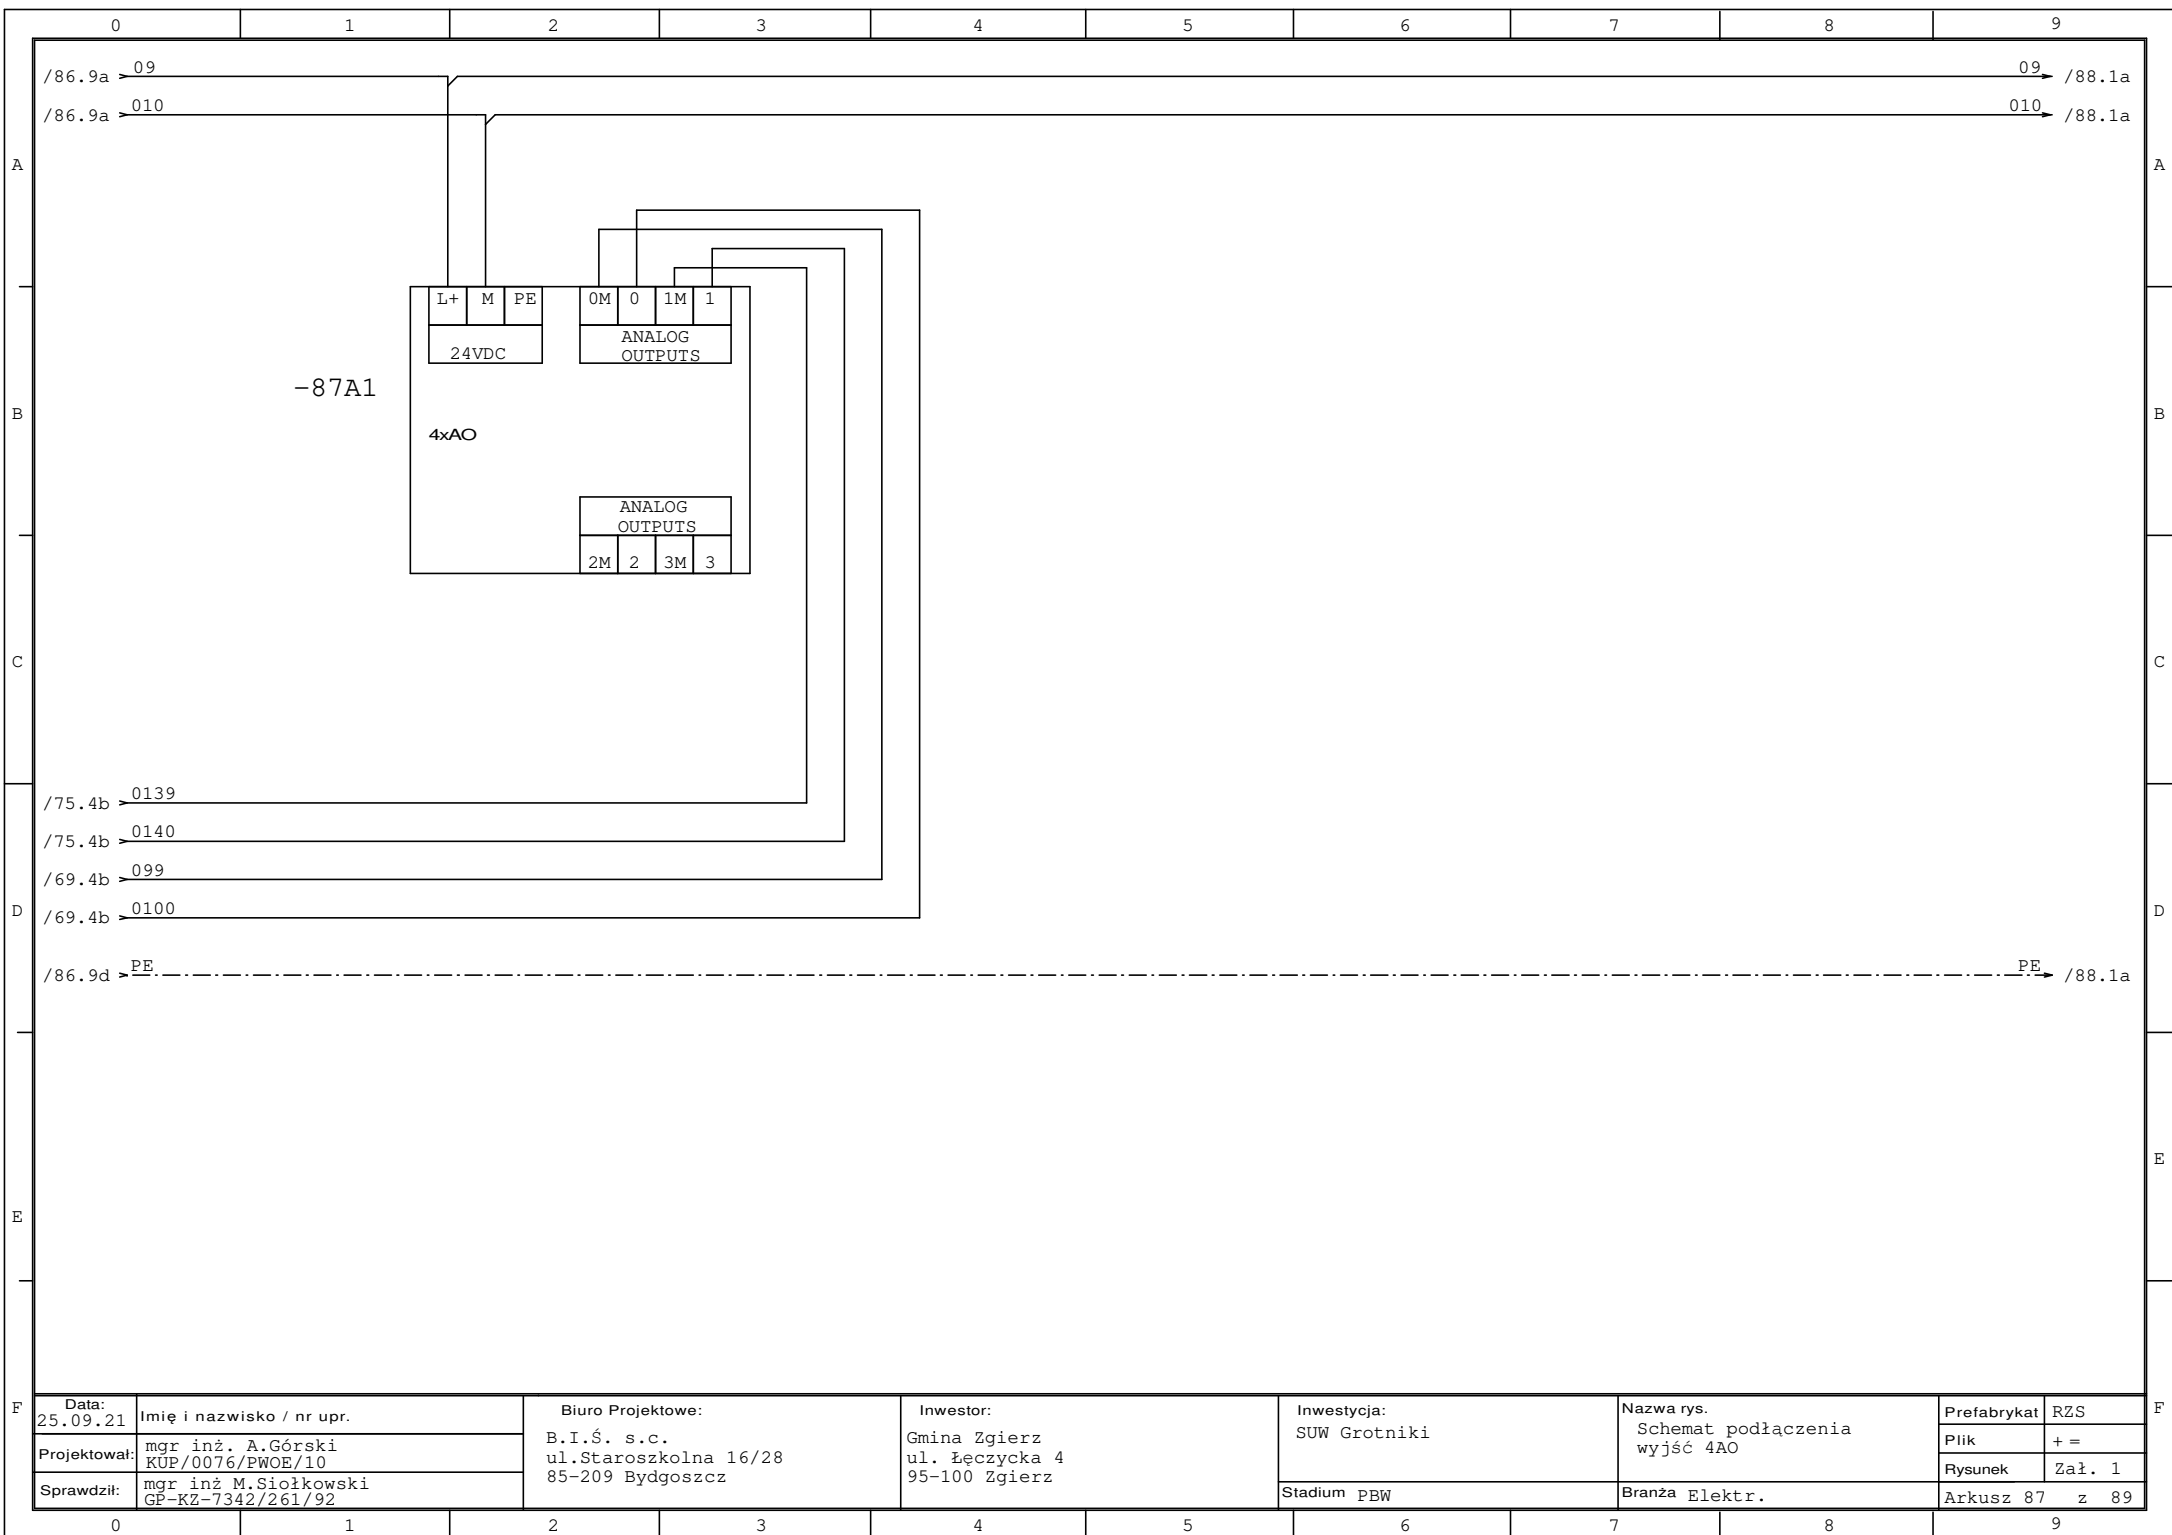 0 1 2 3 4 5 6 7 8 9
/86.9a 09 09 /88.1a
/86.9a 010 010 /88.1a
A A
L+ M PE 0M 0 1M 1
24VDC
ANALOG
OUTPUTS
-87A1
B B
4xAO
ANALOG
OUTPUTS
2M 2 3M 3
C C
/75.4b 0139
/75.4b 0140
/69.4b 099
/69.4b 0100
D D
/86.9d PE PE /88.1a
E
E
F F
Data:
25.09.21
Imię i nazwisko / nr upr.
Projektował:
mgr inż. A.Górski
KUP/0076/PWOE/10
Sprawdził:
mgr inż M.Siołkowski
GP-KZ-7342/261/92
Biuro Projektowe:
B.I.Ś. s.c.
ul.Staroszkolna 16/28
85-209 Bydgoszcz
Inwestor:
Gmina Zgierz
ul. Łęczycka 4
95-100 Zgierz
Inwestycja:
SUW Grotniki
Stadium PBW
Nazwa rys.
Schemat podłączenia
wyjść 4AO
Branża Elektr.
Prefabrykat RZS
Plik + =
Rysunek Zał. 1
Arkusz 87 z 89
0 1 2 3 4 5 6 7 8 9